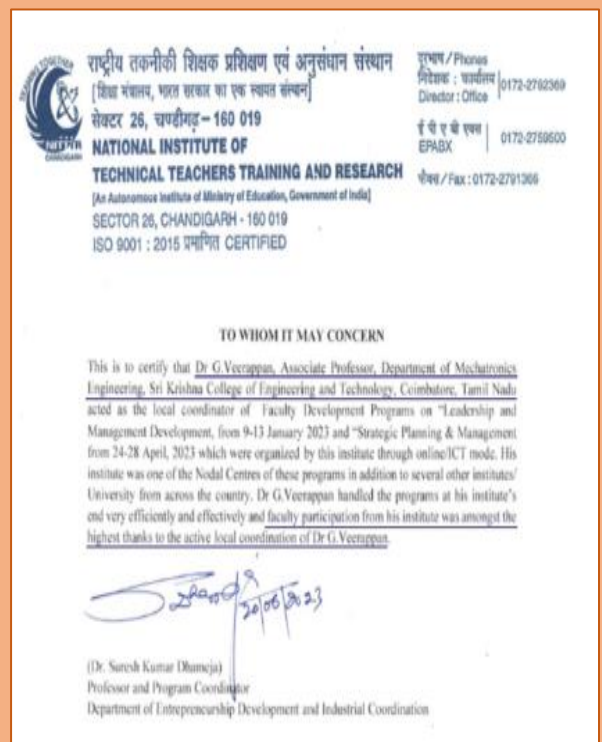 राष्ट्रीय तकनीकी शिक्षक प्रशिक्षण एवं अनुसंधान संस्थान
[शिक्षा मंत्रालय, भारत सरकार का एक स्वायत्त संस्थान]
सेक्टर 26, चण्डीगढ़ – 160 019
NATIONAL INSTITUTE OF
TECHNICAL TEACHERS TRAINING AND RESEARCH
[An Autonomous Institute of Ministry of Education, Government of India]
SECTOR 26, CHANDIGARH - 160 019
ISO 9001 : 2015 प्रमाणित CERTIFIED
दूरभाष / Phones
निदेशक : कार्यालय
Director : Office
0172-2792369
ई पी ए बी एक्स
EPABX
0172-2759500
फैक्स / Fax : 0172-2791366
TO WHOM IT MAY CONCERN
This is to certify that Dr G.Veerappan, Associate Professor, Department of Mechatronics
Engineering, Sri Krishna College of Engineering and Technology, Coimbatore, Tamil Nadu
acted as the local coordinator of Faculty Development Programs on "Leadership and
Management Development, from 9-13 January 2023 and "Strategic Planning & Management
from 24-28 April, 2023 which were organized by this institute through online/ICT mode. His
institute was one of the Nodal Centres of these programs in addition to several other institutes/
University from across the country. Dr G.Veerappan handled the programs at his institute's
end very efficiently and effectively and faculty participation from his institute was amongst the
highest thanks to the active local coordination of Dr G.Veerappan.
20/06/2023
(Dr. Suresh Kumar Dhameja)
Professor and Program Coordinator
Department of Entrepreneurship Development and Industrial Coordination